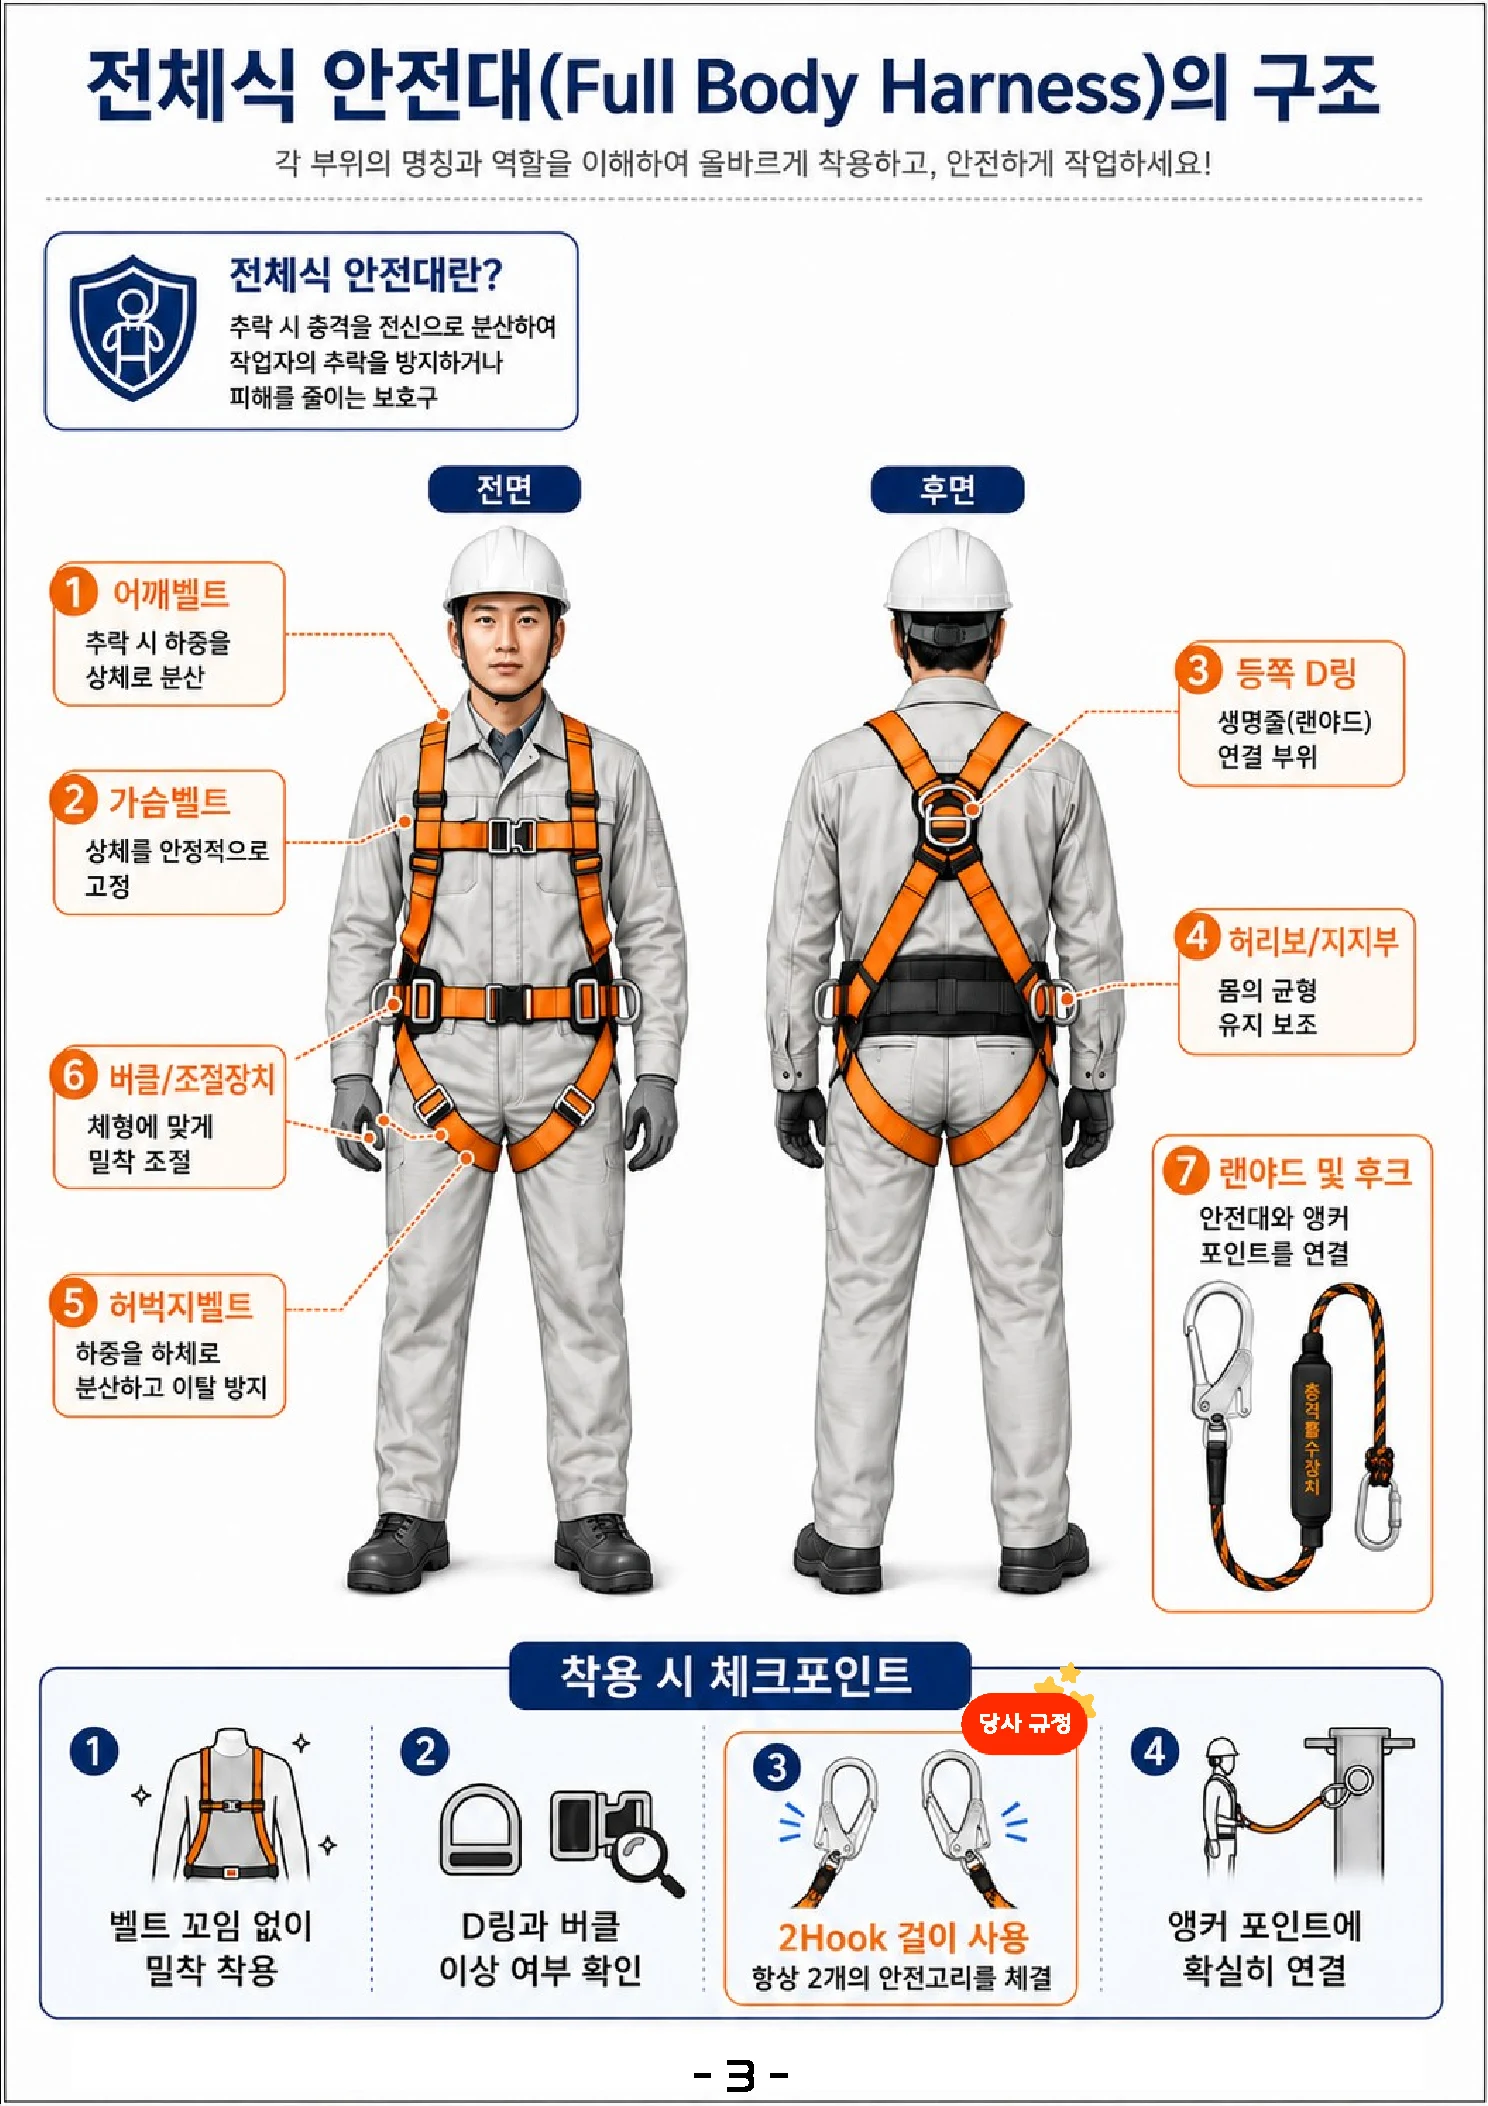 전체식 안전대(Full Body Harness)의 구조
각 부위의 명칭과 역할을 이해하여 올바르게 착용하고, 안전하게 작업하세요!
전체식 안전대란?
추락 시 충격을 전신으로 분산하여
작업자의 추락을 방지하거나
피해를 줄이는 보호구
전면
후면
1 어깨벨트
추락 시 하중을
상체로 분산
2 가슴벨트
상체를 안정적으로
고정
6 버클/조절장치
체형에 맞게
밀착 조절
5 허벅지벨트
하중을 하체로
분산하고 이탈 방지
3 등쪽 D링
생명줄(랜야드)
연결 부위
4 허리보/지지부
몸의 균형
유지 보조
7 랜야드 및 후크
안전대와 앵커
포인트를 연결
충격흡수장치
착용 시 체크포인트
1
벨트 꼬임 없이
밀착 착용
2
D링과 버클
이상 여부 확인
당사 규정
3
2Hook 걸이 사용
항상 2개의 안전고리를 체결
4
앵커 포인트에
확실히 연결
- 3 -